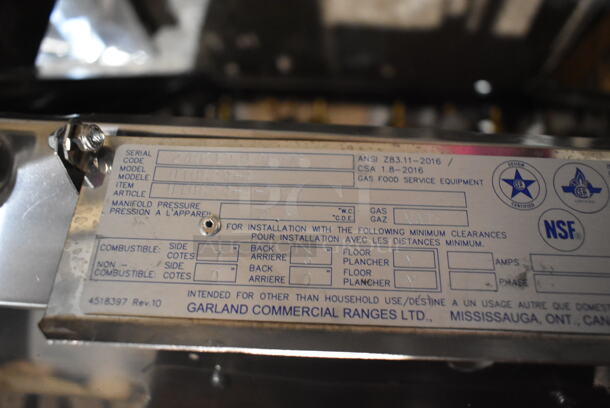 SERIAL
CODE
ANSI Z83.11-2016 /
CSA 1.8-2016
GAS FOOD SERVICE EQUIPMENT
MODEL
MODELE
ITEM
ARTICLE
MANIFOLD PRESSURE
PRESSION A L'APPAREIL
"W.C
"C.D.E.
GAS
GAZ
FOR INSTALLATION WITH THE FOLLOWING MINIMUM CLEARANCES
POUR INSTALLATION AVEC LES DISTANCES MINIMUM.
COMBUSTIBLE:
SIDE
COTES
BACK
ARRIERE
FLOOR
PLANCHER
AMPS
NON-
COMBUSTIBLE:
SIDE
COTES
BACK
ARRIERE
FLOOR
PLANCHER
PHASE
DESIGN
CERTIFIED
NSF
4518397 Rev.10
INTENDED FOR OTHER THAN HOUSEHOLD USE/DESTINE A UN USAGE AUTRE QUE DOMEST
GARLAND COMMERCIAL RANGES LTD., MISSISSAUGA, ONT., CAN